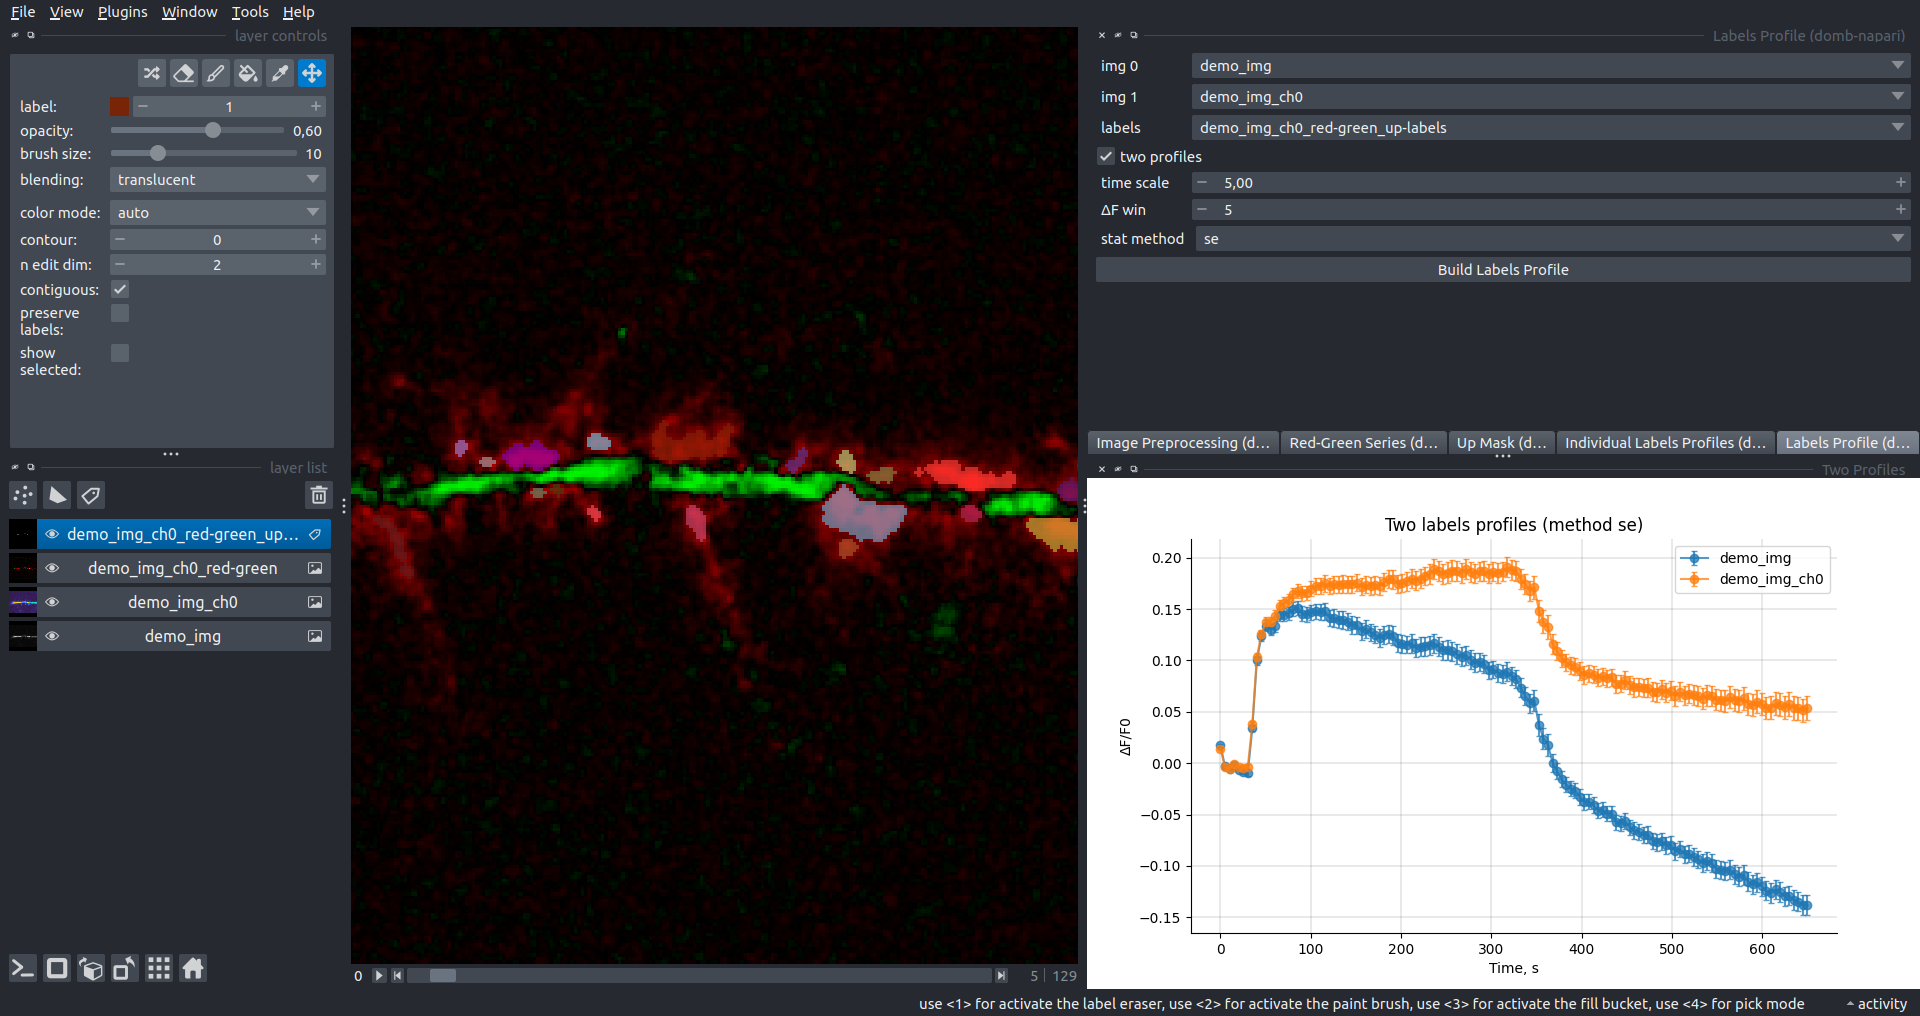 File View Plugins Window Tools Help
layer controls
label: 1
opacity: 0,60
brush size: 10
blending: translucent
color mode: auto
contour: 0
n edit dim: 2
contiguous:
preserve
labels:
show
selected:
layer list
demo_img_ch0_red-green_up...
demo_img_ch0_red-green
demo_img_ch0
demo_img
0
5 | 129
Labels Profile (domb-napari)
img 0 demo_img
img 1 demo_img_ch0
labels demo_img_ch0_red-green_up-labels
two profiles
time scale 5,00
ΔF win 5
stat method se
Build Labels Profile
Image Preprocessing (d...
Red-Green Series (d...
Up Mask (d...
Individual Labels Profiles (d...
Labels Profile (d...
Two Profiles
Two labels profiles (method se)
demo_img
demo_img_ch0
ΔF/F0
0.20
0.15
0.10
0.05
0.00
−0.05
−0.10
−0.15
0 100 200 300 400 500 600
Time, s
use <1> for activate the label eraser, use <2> for activate the paint brush, use <3> for activate the fill bucket, use <4> for pick mode
activity